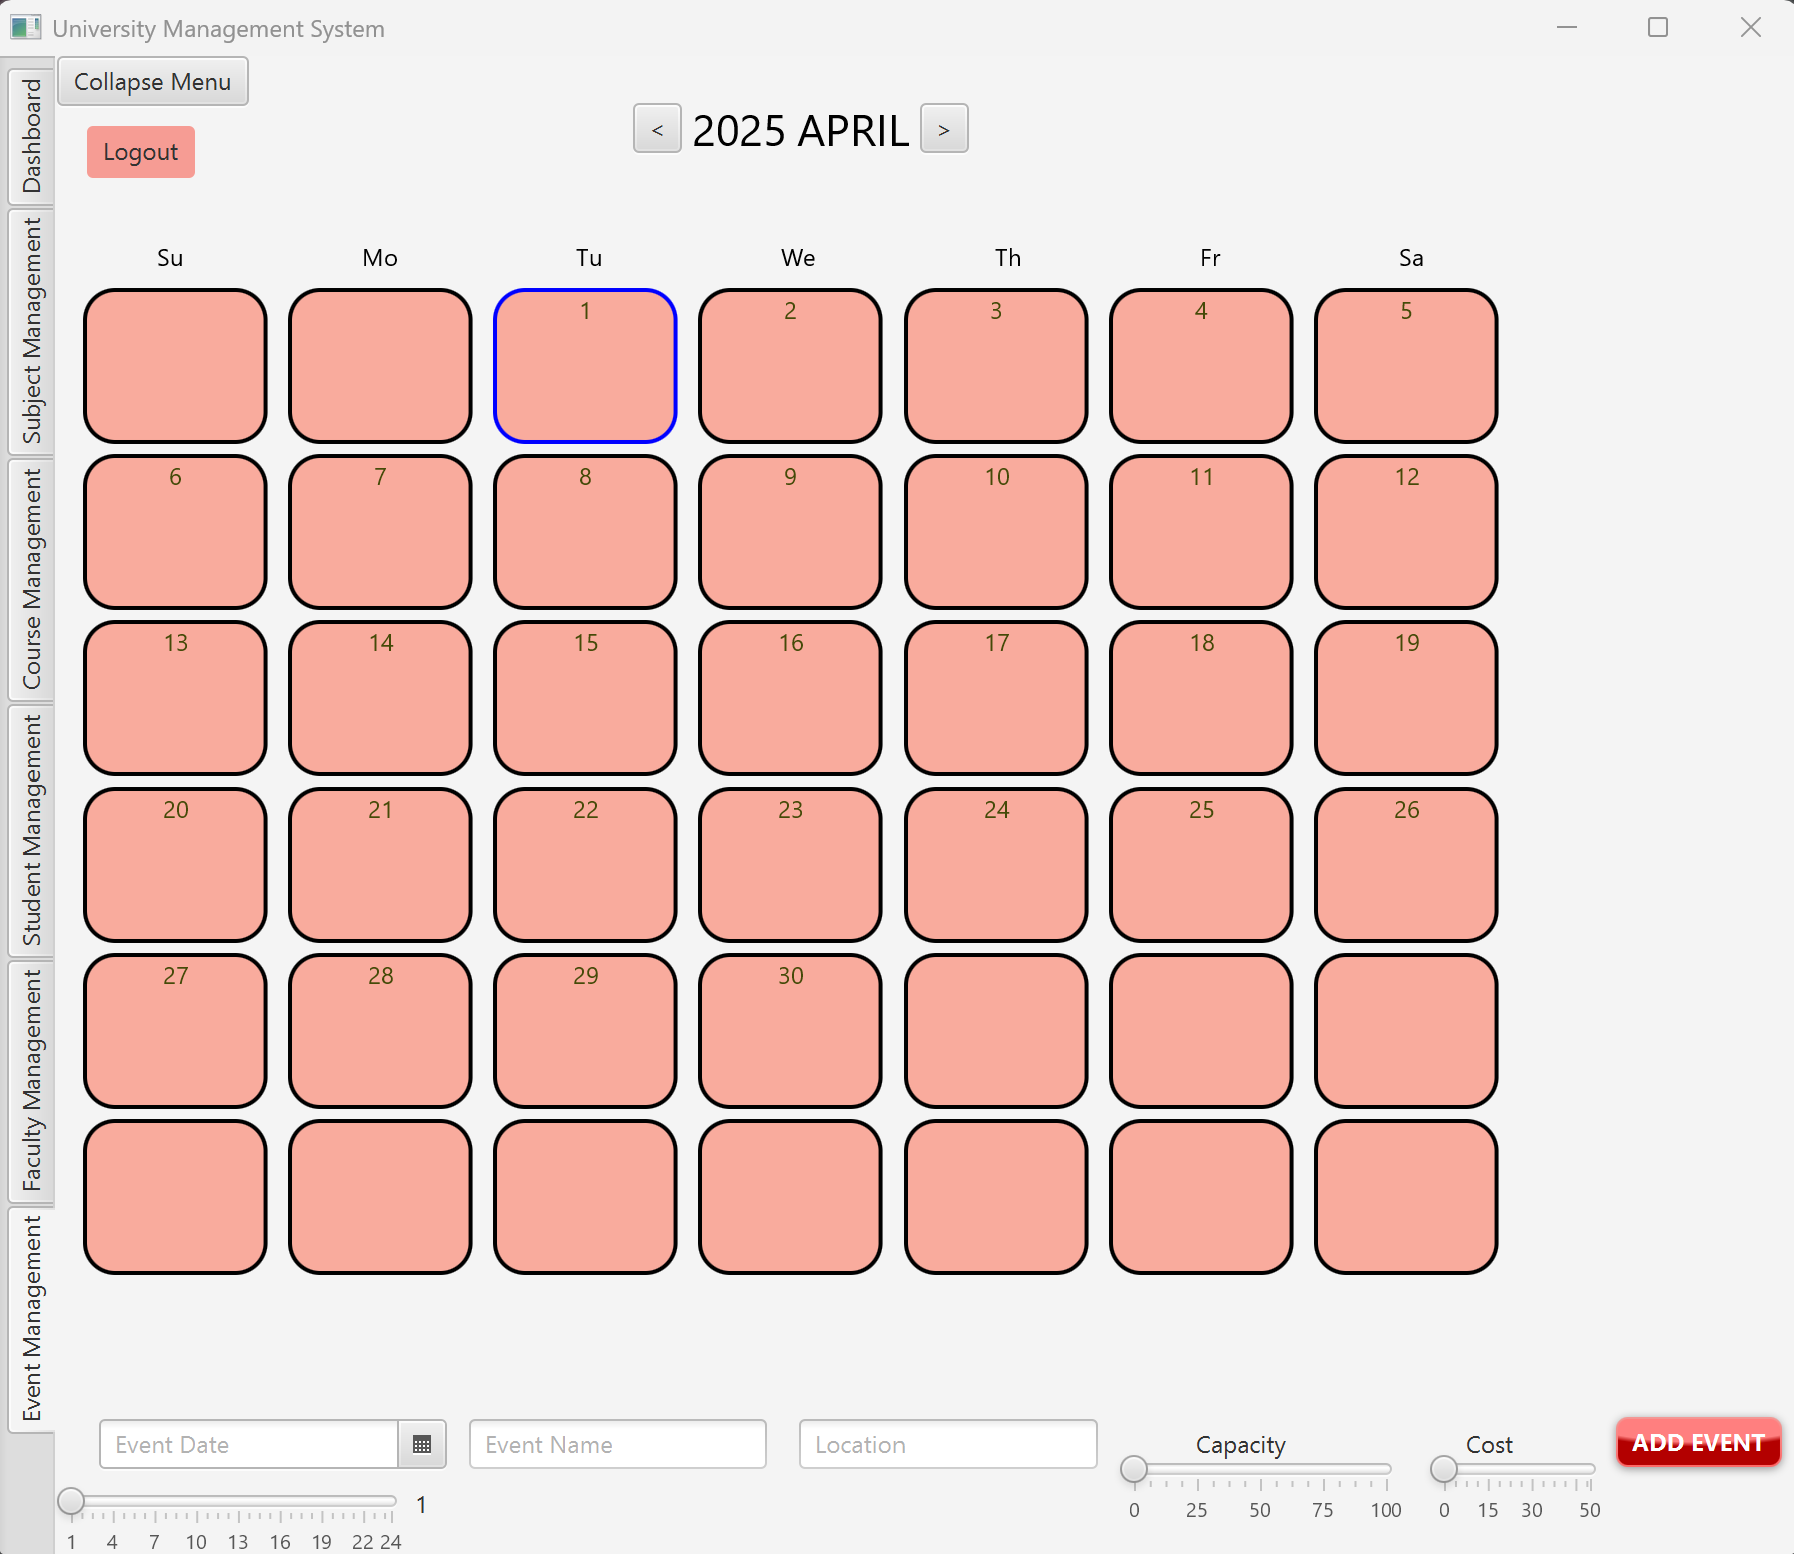 University Management System
Collapse Menu
Logout
< 2025 APRIL >
Dashboard
Subject Management
Course Management
Student Management
Faculty Management
Event Management
Su Mo Tu We Th Fr Sa
1 2 3 4 5
6 7 8 9 10 11 12
13 14 15 16 17 18 19
20 21 22 23 24 25 26
27 28 29 30
Event Date Event Name Location Capacity Cost ADD EVENT
0 25 50 75 100 0 15 30 50
1
1 4 7 10 13 16 19 22 24